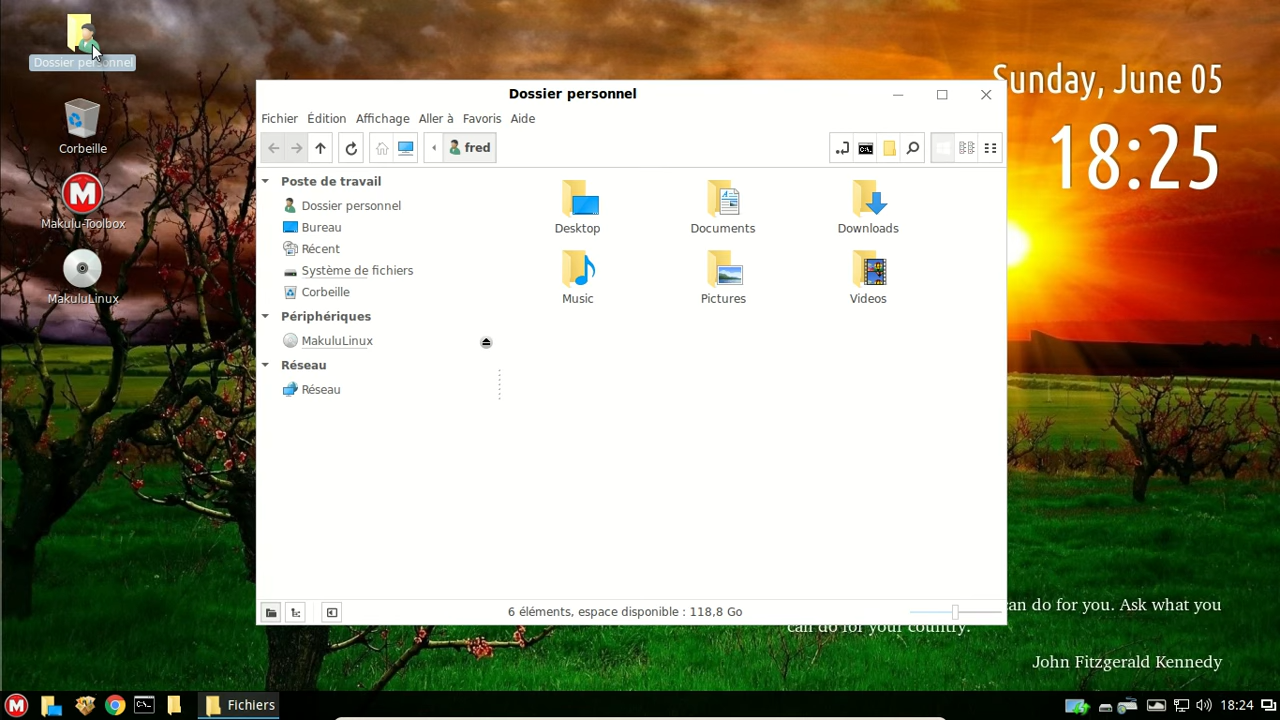 Dossier personnel
Corbeille
Makulu-Toolbox
MakuluLinux
Sunday, June 05
18:25
Dossier personnel
Fichier Édition Affichage Aller à Favoris Aide
fred
Poste de travail
Dossier personnel
Bureau
Récent
Système de fichiers
Corbeille
Périphériques
MakuluLinux
Réseau
Réseau
Desktop Documents Downloads
Music Pictures Videos
6 éléments, espace disponible : 118,8 Go
can do for you. Ask what you
can do for your country.
John Fitzgerald Kennedy
Fichiers
18:24